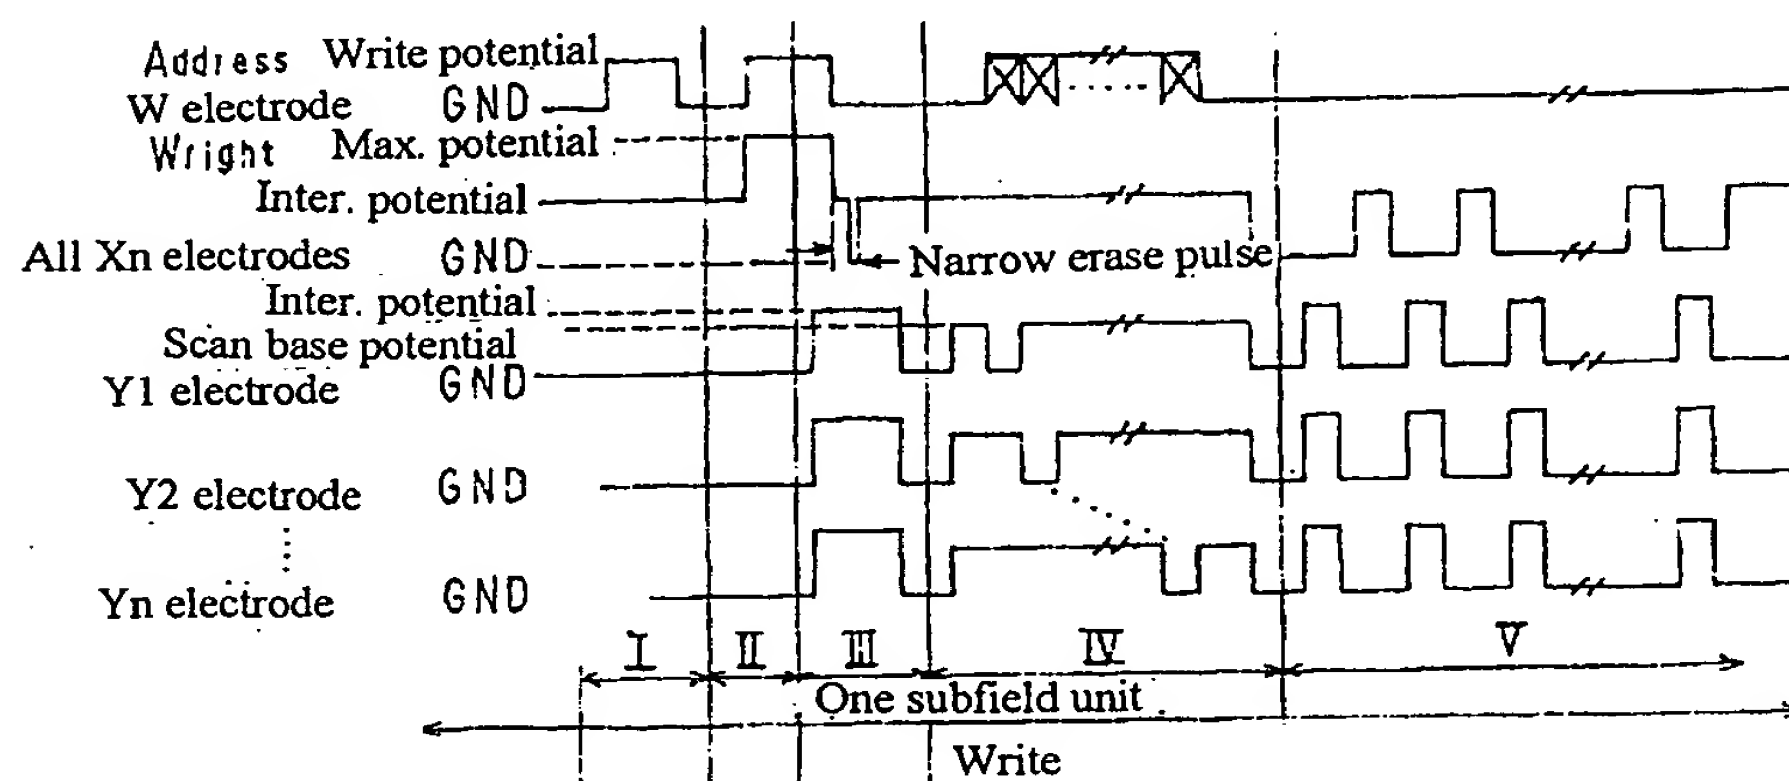 Address Write potential
W electrode GND
Wright Max. potential
Inter. potential
All Xn electrodes GND
Narrow erase pulse
Inter. potential
Scan base potential
Y1 electrode GND
Y2 electrode GND
Yn electrode GND
I II III IV V
One subfield unit
Write